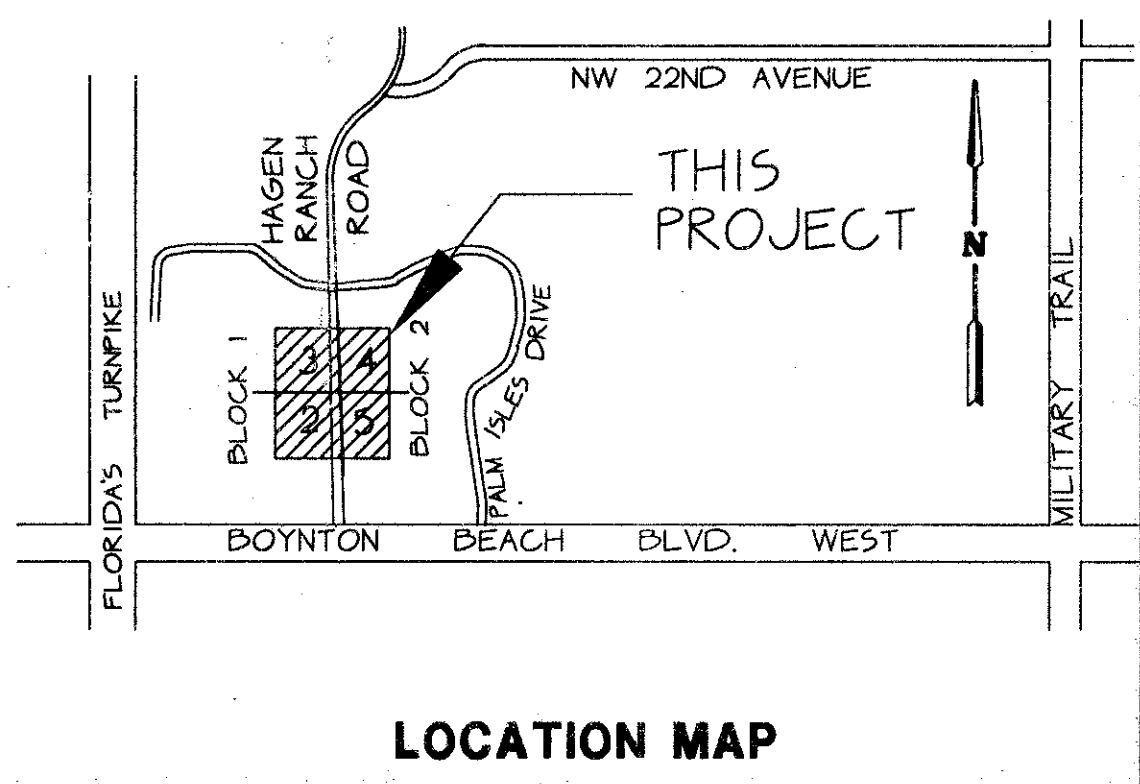 NW 22ND AVENUE
HAGEN
RANCH
ROAD
THIS
PROJECT
N
FLORIDA'S TURNPIKE
BLOCK 1
3
4
2
5
BLOCK 2
PALM ISLES DRIVE
MILITARY TRAIL
BOYNTON BEACH BLVD. WEST
LOCATION MAP